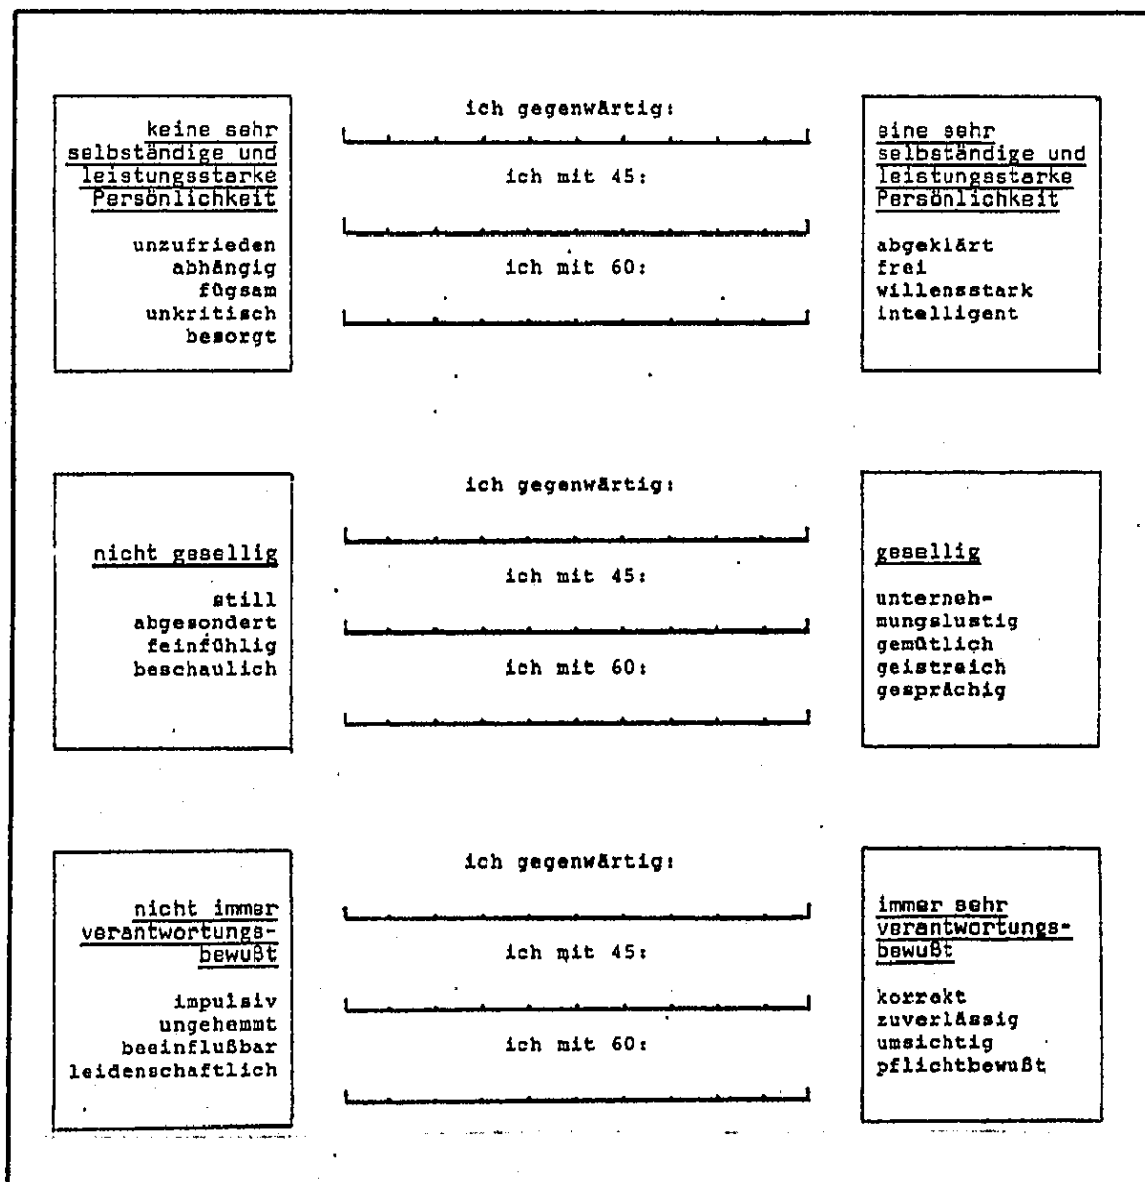 keine sehr
selbständige und
leistungsstarke
Persönlichkeit
unzufrieden
abhängig
fügsam
unkritisch
besorgt
ich gegenwärtig:
ich mit 45:
ich mit 60:
eine sehr
selbständige und
leistungsstarke
Persönlichkeit
abgeklärt
frei
willensstark
intelligent
nicht gesellig
still
abgesondert
feinfühlig
beschaulich
ich gegenwärtig:
ich mit 45:
ich mit 60:
gesellig
unterneh-
mungslustig
gemütlich
geistreich
gesprächig
nicht immer
verantwortungs-
bewußt
impulsiv
ungehemmt
beeinflußbar
leidenschaftlich
ich gegenwärtig:
ich mit 45:
ich mit 60:
immer sehr
verantwortungs-
bewußt
korrekt
zuverlässig
umsichtig
pflichtbewußt